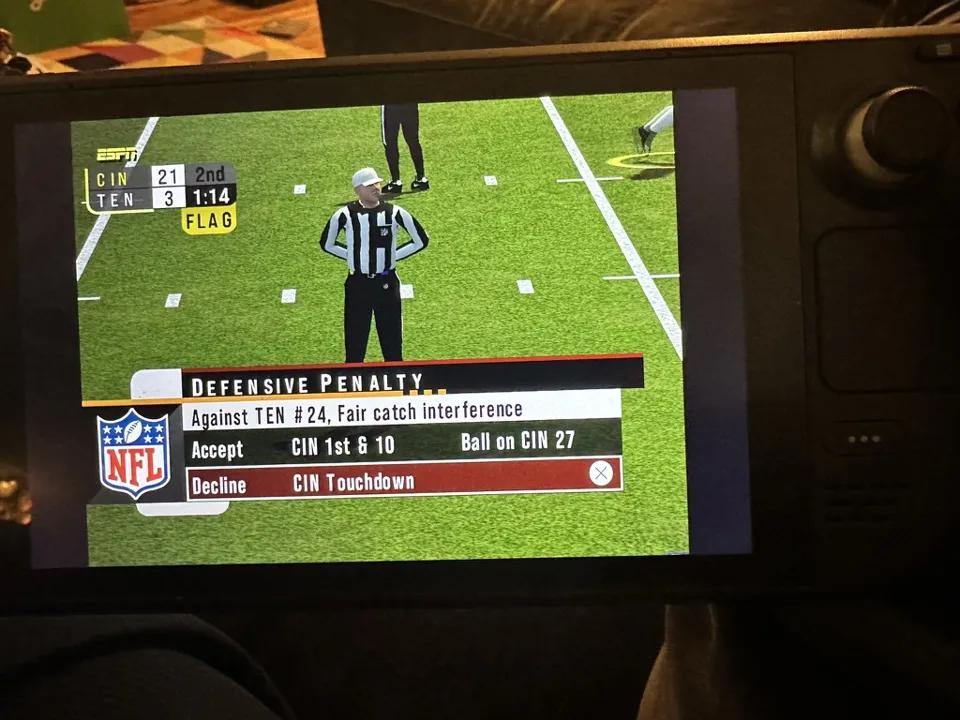 ESPN
CIN 21 2nd
TEN 3 1:14
FLAG
DEFENSIVE PENALTY
Against TEN #24, Fair catch interference
Accept CIN 1st & 10 Ball on CIN 27
Decline CIN Touchdown
NFL